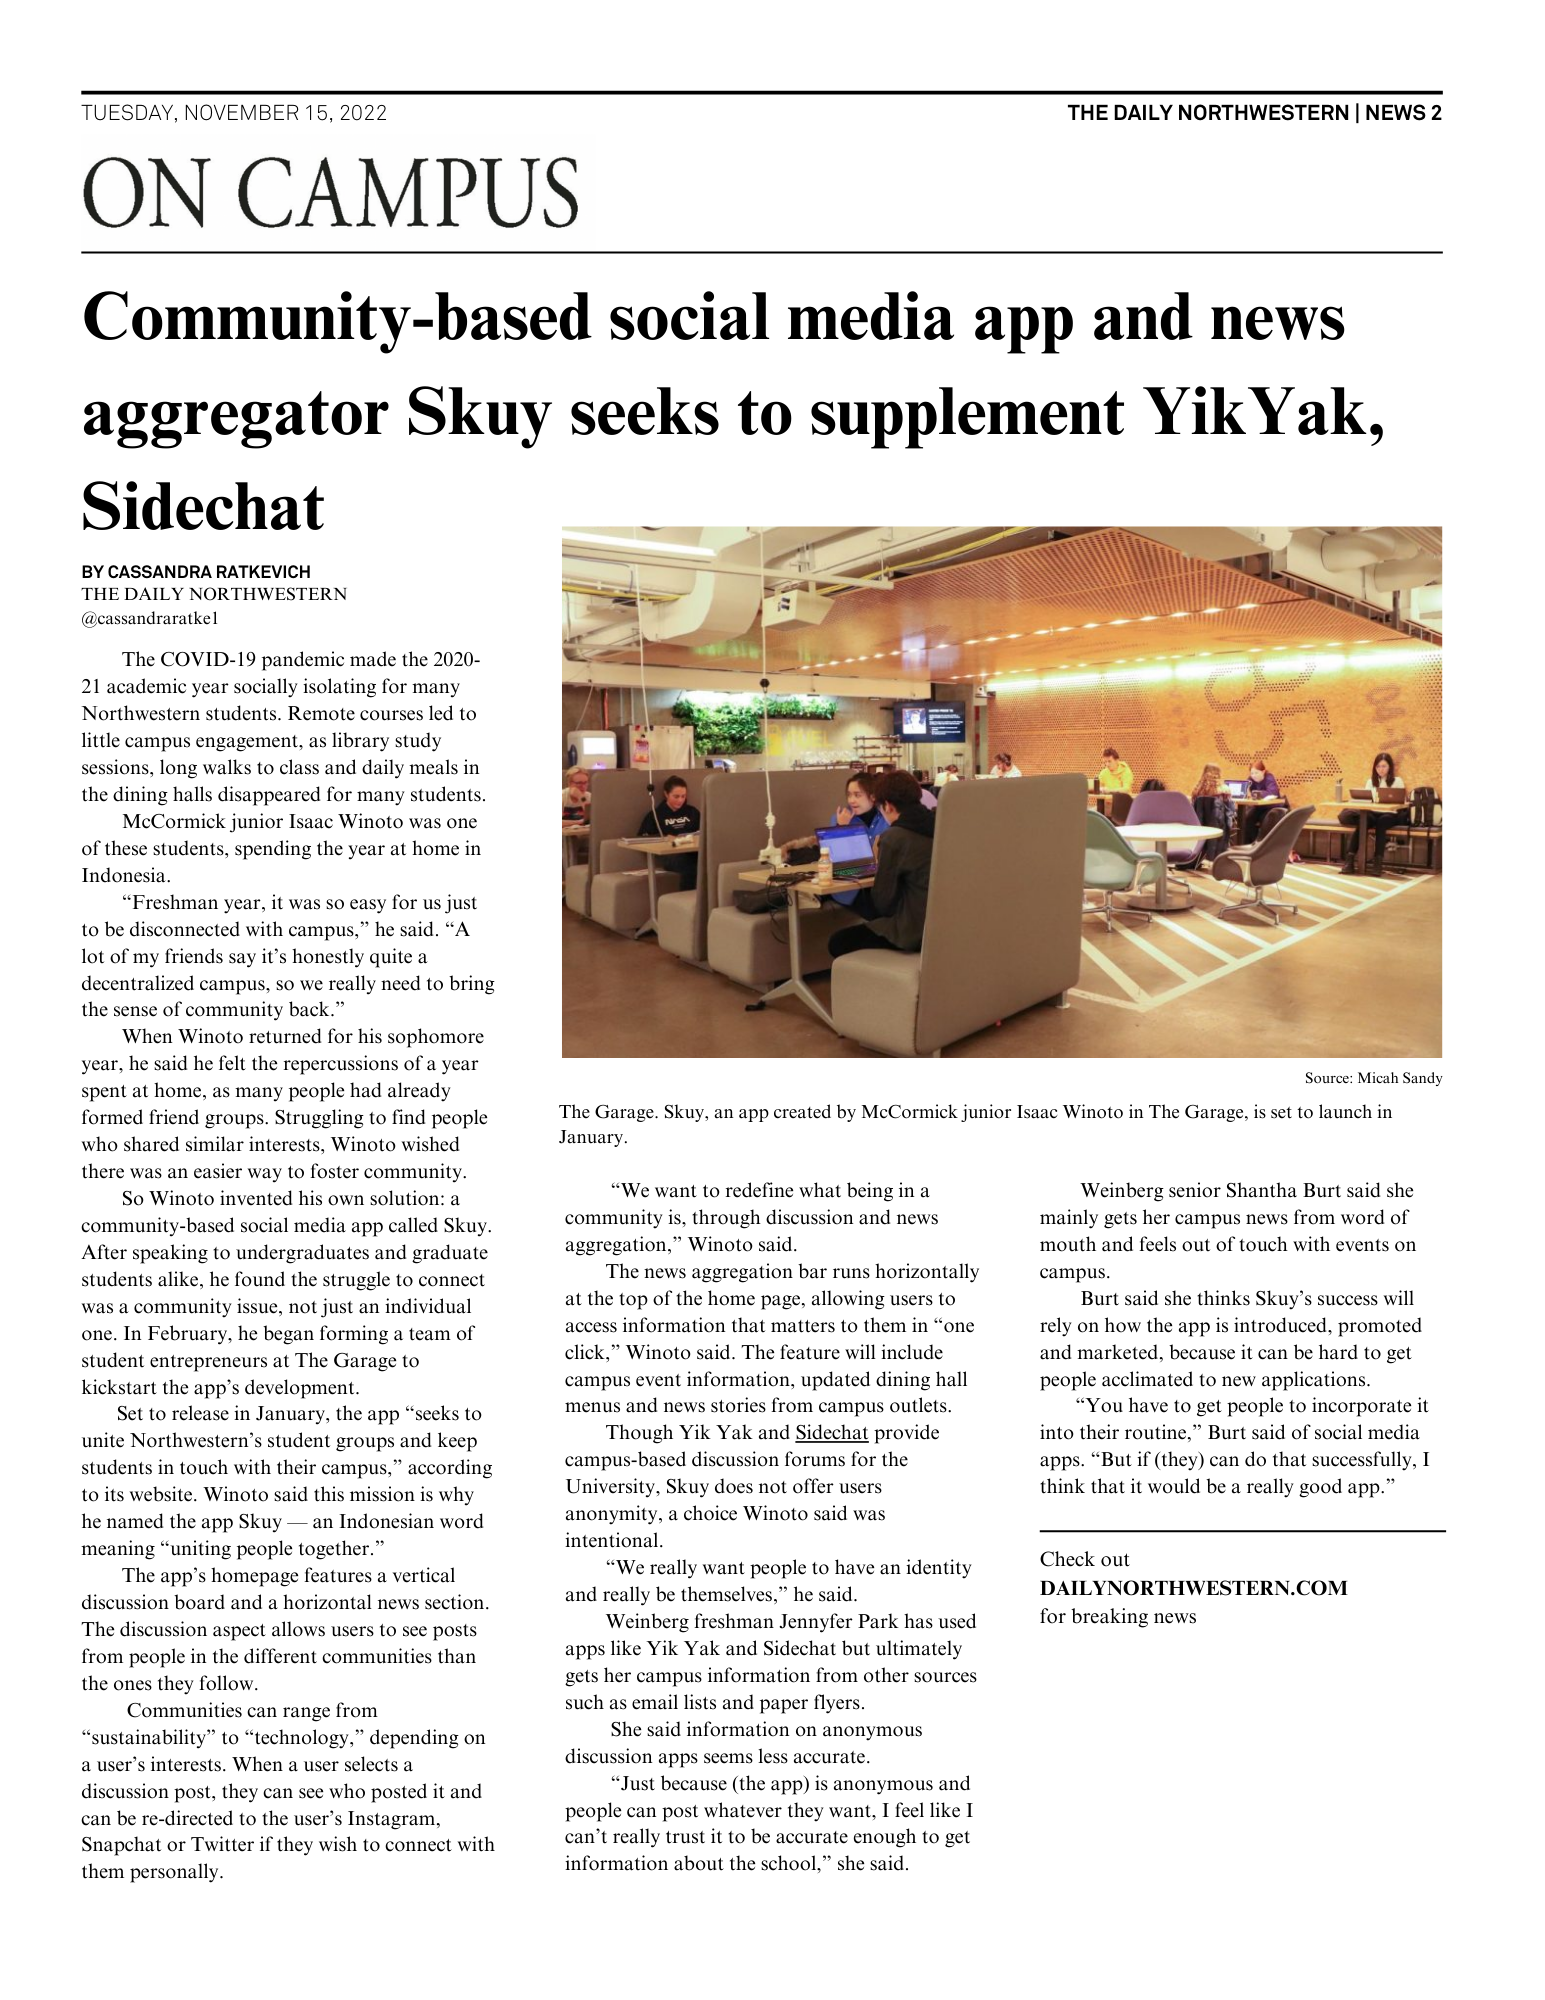 TUESDAY, NOVEMBER 15, 2022
THE DAILY NORTHWESTERN | NEWS 2
ON CAMPUS
Community-based social media app and news
aggregator Skuy seeks to supplement YikYak,
Sidechat
BY CASSANDRA RATKEVICH
THE DAILY NORTHWESTERN
@cassandraratke1
The COVID-19 pandemic made the 2020-
21 academic year socially isolating for many
Northwestern students. Remote courses led to
little campus engagement, as library study
sessions, long walks to class and daily meals in
the dining halls disappeared for many students.
McCormick junior Isaac Winoto was one
of these students, spending the year at home in
Indonesia.
“Freshman year, it was so easy for us just
to be disconnected with campus,” he said. “A
lot of my friends say it’s honestly quite a
decentralized campus, so we really need to bring
the sense of community back.”
When Winoto returned for his sophomore
year, he said he felt the repercussions of a year
spent at home, as many people had already
formed friend groups. Struggling to find people
who shared similar interests, Winoto wished
there was an easier way to foster community.
So Winoto invented his own solution: a
community-based social media app called Skuy.
After speaking to undergraduates and graduate
students alike, he found the struggle to connect
was a community issue, not just an individual
one. In February, he began forming a team of
student entrepreneurs at The Garage to
kickstart the app’s development.
Set to release in January, the app “seeks to
unite Northwestern’s student groups and keep
students in touch with their campus,” according
to its website. Winoto said this mission is why
he named the app Skuy — an Indonesian word
meaning “uniting people together.”
The app’s homepage features a vertical
discussion board and a horizontal news section.
The discussion aspect allows users to see posts
from people in the different communities than
the ones they follow.
Communities can range from
“sustainability” to “technology,” depending on
a user’s interests. When a user selects a
discussion post, they can see who posted it and
can be re-directed to the user’s Instagram,
Snapchat or Twitter if they wish to connect with
them personally.
NASA
Source: Micah Sandy
The Garage. Skuy, an app created by McCormick junior Isaac Winoto in The Garage, is set to launch in
January.
“We want to redefine what being in a
community is, through discussion and news
aggregation,” Winoto said.
The news aggregation bar runs horizontally
at the top of the home page, allowing users to
access information that matters to them in “one
click,” Winoto said. The feature will include
campus event information, updated dining hall
menus and news stories from campus outlets.
Though Yik Yak and Sidechat provide
campus-based discussion forums for the
University, Skuy does not offer users
anonymity, a choice Winoto said was
intentional.
“We really want people to have an identity
and really be themselves,” he said.
Weinberg freshman Jennyfer Park has used
apps like Yik Yak and Sidechat but ultimately
gets her campus information from other sources
such as email lists and paper flyers.
She said information on anonymous
discussion apps seems less accurate.
“Just because (the app) is anonymous and
people can post whatever they want, I feel like I
can’t really trust it to be accurate enough to get
information about the school,” she said.
Weinberg senior Shantha Burt said she
mainly gets her campus news from word of
mouth and feels out of touch with events on
campus.
Burt said she thinks Skuy’s success will
rely on how the app is introduced, promoted
and marketed, because it can be hard to get
people acclimated to new applications.
“You have to get people to incorporate it
into their routine,” Burt said of social media
apps. “But if (they) can do that successfully, I
think that it would be a really good app.”
Check out
DAILYNORTHWESTERN.COM
for breaking news